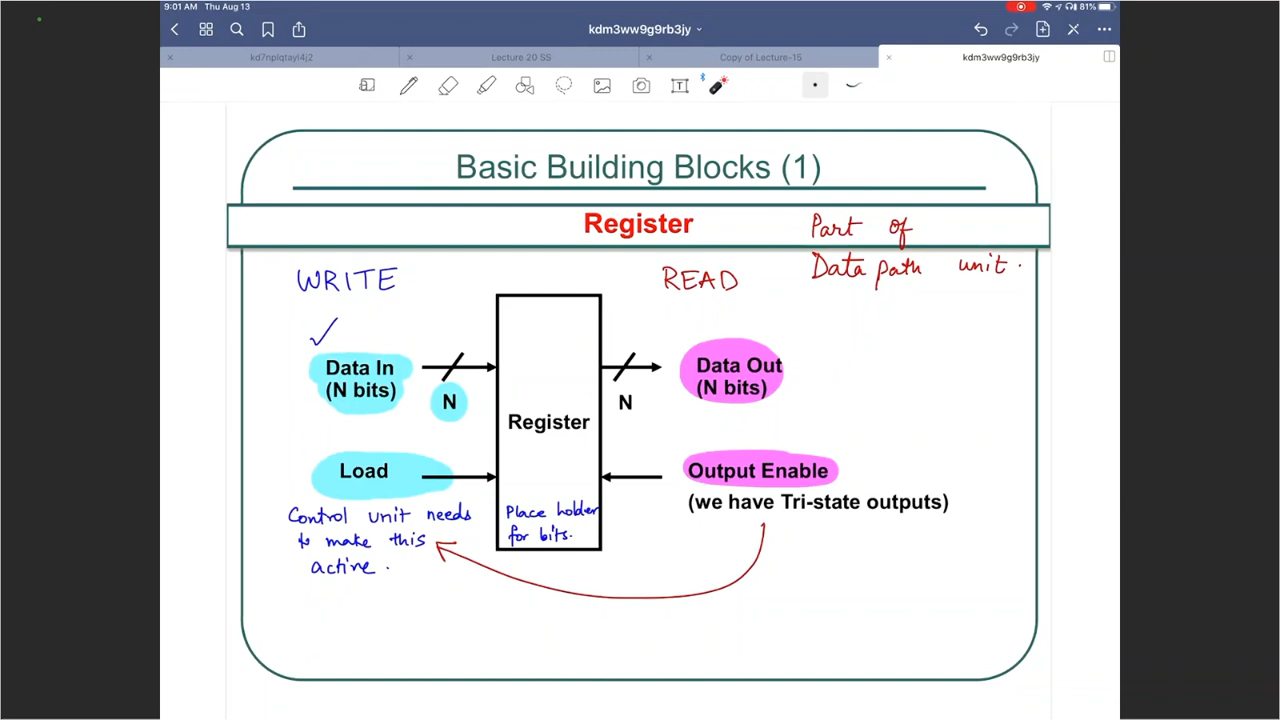 9:01 AM Thu Aug 13
81%
kdm3ww9g9rb3jy
kd7nplqtayl4j2
Lecture 20 SS
Copy of Lecture-15
kdm3ww9g9rb3jy
T
Basic Building Blocks (1)
Register
Part of
Data path unit.
WRITE
READ
Data In
(N bits)
N
Register
N
Data Out
(N bits)
Load
Output Enable
(we have Tri-state outputs)
Control unit needs
to make this
active.
Place holder
for bits.